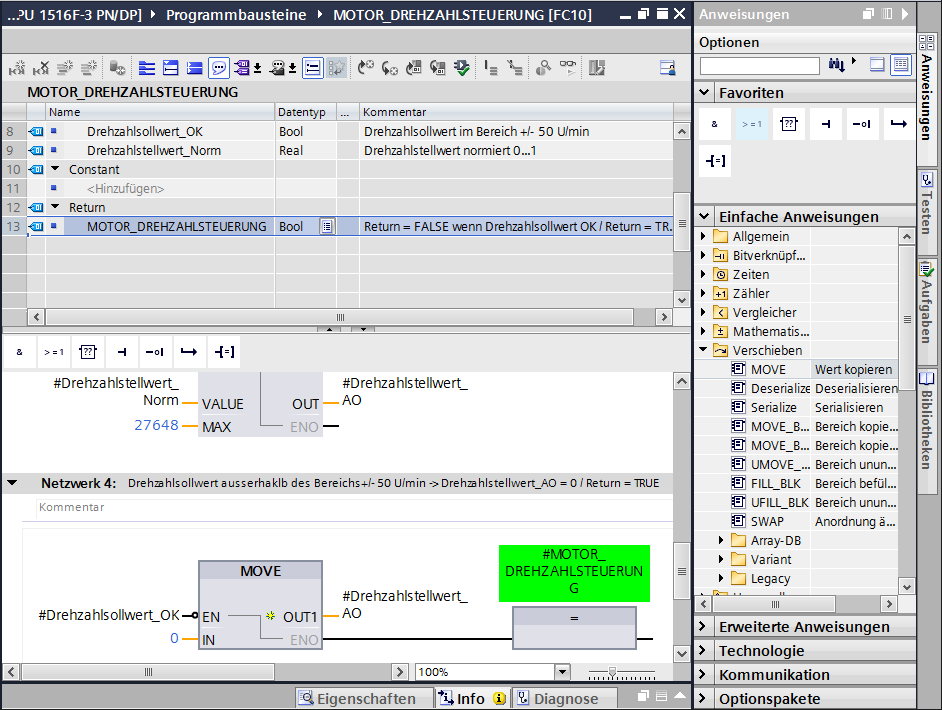 ...PU 1516F-3 PN/DP] Programmbausteine MOTOR_DREHZAHLSTEUERUNG [FC10]
MOTOR_DREHZAHLSTEUERUNG
Name Datentyp ... Kommentar
8 Drehzahlsollwert_OK Bool Drehzahlsollwert im Bereich +/- 50 U/min
9 Drehzahlstellwert_Norm Real Drehzahlstellwert normiert 0...1
10 Constant
11 <Hinzufügen>
12 Return
13 MOTOR_DREHZAHLSTEUERUNG Bool Return = FALSE wenn Drehzahlsollwert OK / Return = TR...
& >=1 [??] -o| [=]
#Drehzahlstellwert_
Norm
VALUE
27648
MAX
OUT
ENO
#Drehzahlstellwert_
AO
Netzwerk 4: Drehzahlsollwert ausserhaklb des Bereichs+/- 50 U/min -> Drehzahlstellwert_AO = 0 / Return = TRUE
Kommentar
MOVE
#Drehzahlsollwert_OK
EN
0
IN
OUT1
ENO
#Drehzahlstellwert_
AO
#MOTOR_
DREHZAHLSTEUERUN
G
=
100%
Eigenschaften Info Diagnose
Anweisungen
Optionen
Favoriten
& >=1 ?? -o|
[=]
Einfache Anweisungen
Allgemein
Bitverknüpf...
Zeiten
Zähler
Vergleicher
Mathematis...
Verschieben
MOVE Wert kopieren
Deserialize Deserialisieren
Serialize Serialisieren
MOVE_B... Bereich kopie...
MOVE_B... Bereich kopie...
UMOVE_... Bereich unun...
FILL_BLK Bereich befül...
UFILL_BLK Bereich unun...
SWAP Anordnung ä...
Array-DB
Variant
Legacy
Erweiterte Anweisungen
Technologie
Kommunikation
Optionspakete
Anweisungen
Testen
Aufgaben
Bibliotheken